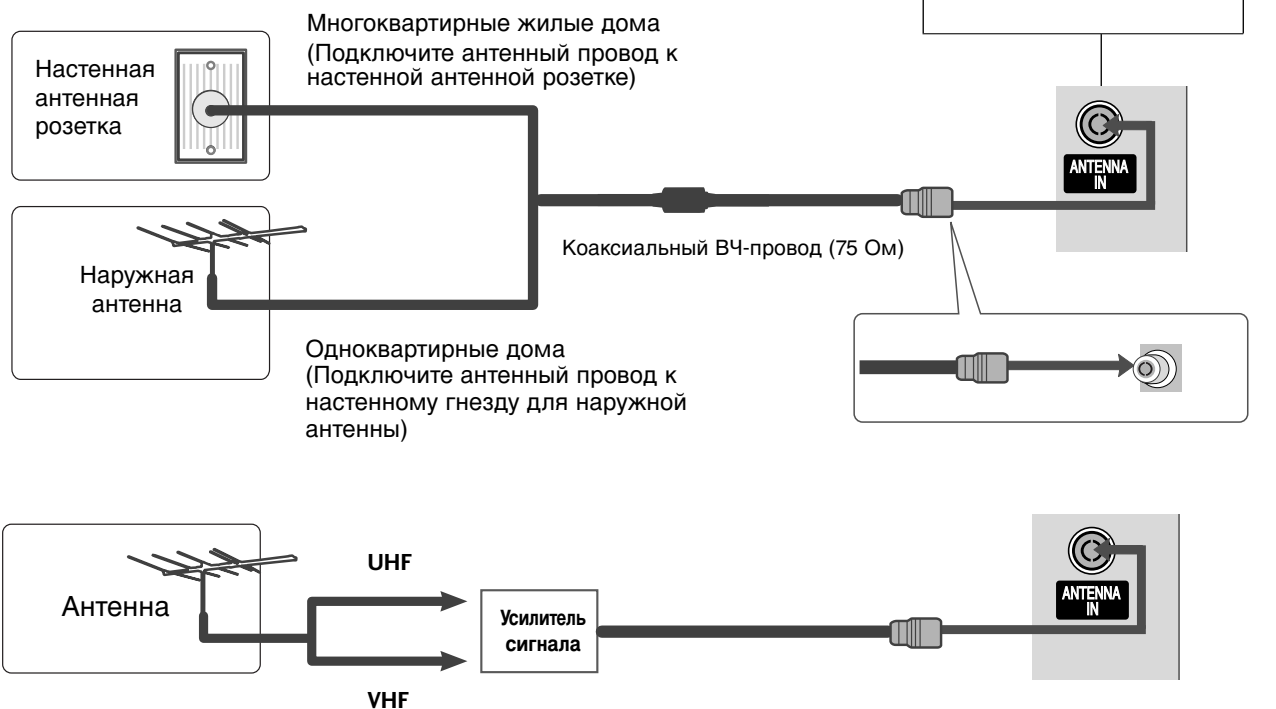 Многоквартирные жилые дома
(Подключите антенный провод к
настенной антенной розетке)
Настенная
антенная
розетка
ANTENNA
IN
Коаксиальный ВЧ-провод (75 Ом)
Наружная
антенна
Одноквартирные дома
(Подключите антенный провод к
настенному гнезду для наружной
антенны)
Антенна
UHF
VHF
Усилитель
сигнала
ANTENNA
IN